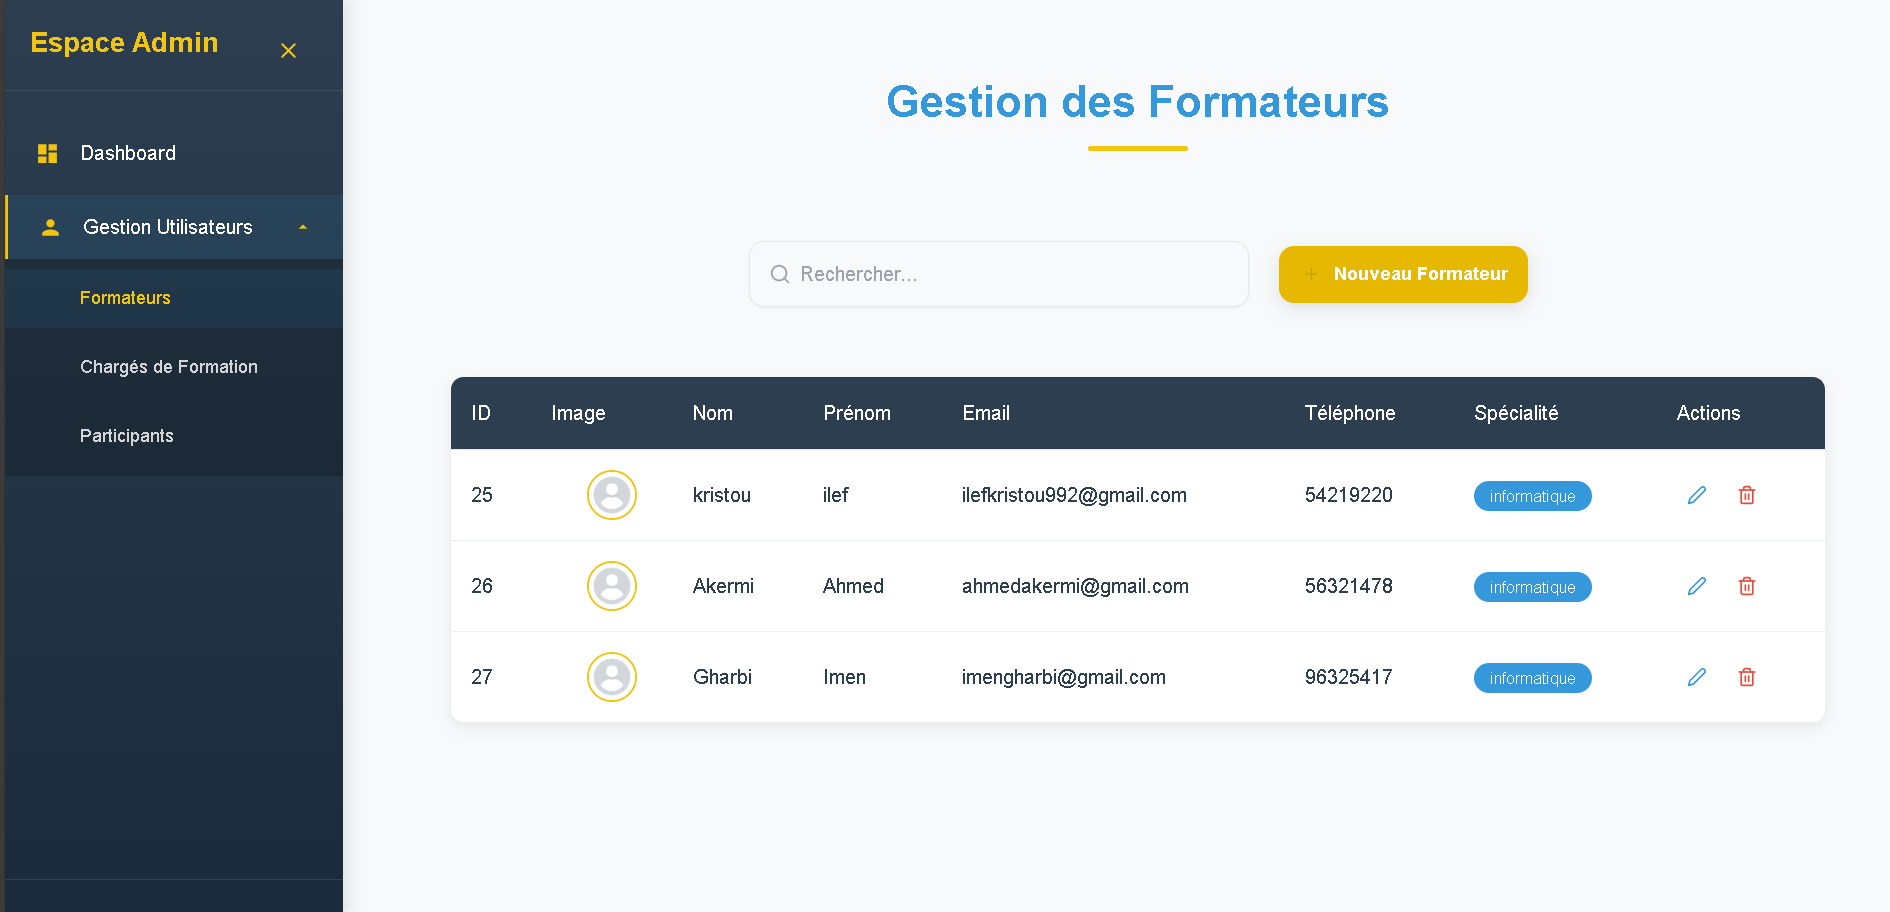 Espace Admin
Dashboard
Gestion Utilisateurs
Formateurs
Chargés de Formation
Participants
Gestion des Formateurs
Rechercher...
+ Nouveau Formateur
ID Image Nom Prénom Email Téléphone Spécialité Actions
25 kristou ilef ilefkristou992@gmail.com 54219220 informatique
26 Akermi Ahmed ahmedakermi@gmail.com 56321478 informatique
27 Gharbi Imen imengharbi@gmail.com 96325417 informatique